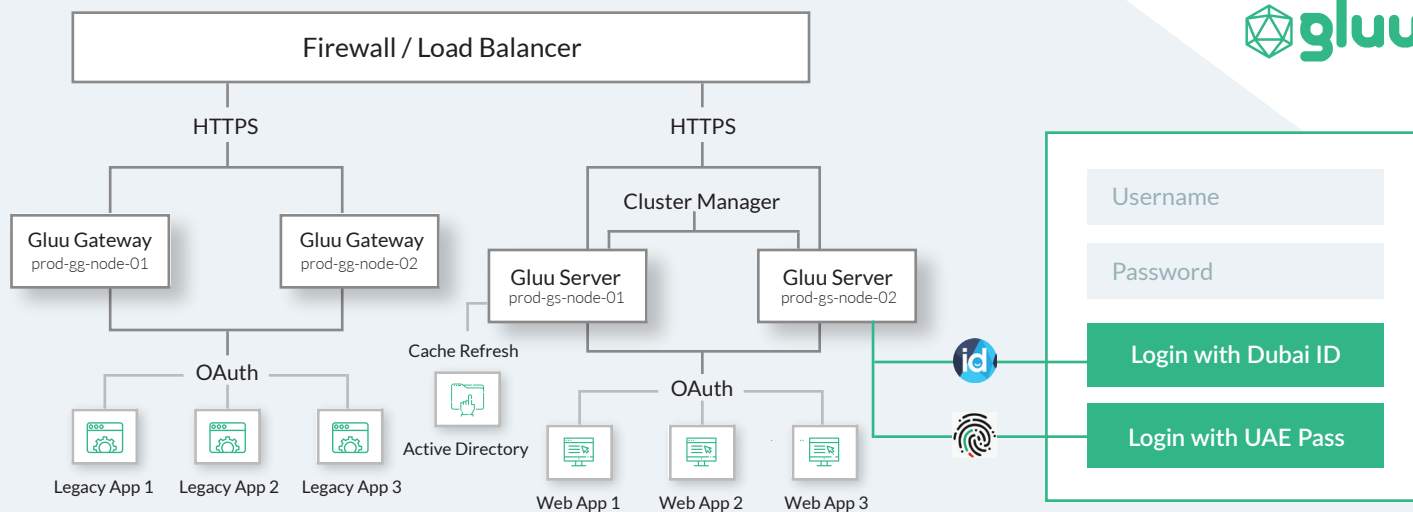 gluu
Firewall / Load Balancer
HTTPS
HTTPS
Cluster Manager
Gluu Gateway
prod-gg-node-01
Gluu Gateway
prod-gg-node-02
Gluu Server
prod-gs-node-01
Gluu Server
prod-gs-node-02
Username
Password
Cache Refresh
Active Directory
OAuth
Legacy App 1
Legacy App 2
Legacy App 3
OAuth
Web App 1
Web App 2
Web App 3
id
Login with Dubai ID
Login with UAE Pass